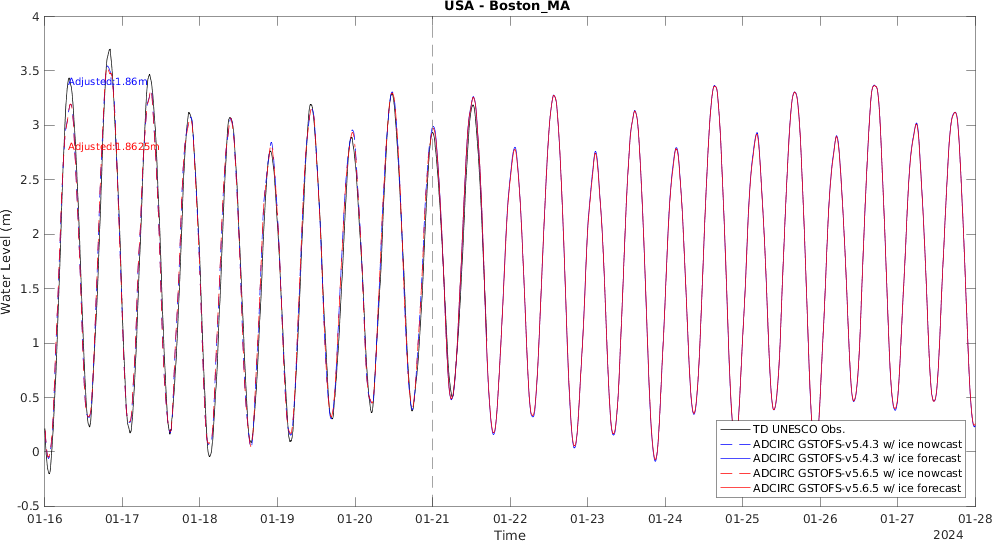 USA - Boston_MA
4
3.5
3
2.5
2
1.5
1
0.5
0
-0.5
Water Level (m)
Adjusted:1.86m
Adjusted:1.8625m
TD UNESCO Obs.
ADCIRC GSTOFS-v5.4.3 w/ ice nowcast
ADCIRC GSTOFS-v5.4.3 w/ ice forecast
ADCIRC GSTOFS-v5.6.5 w/ ice nowcast
ADCIRC GSTOFS-v5.6.5 w/ ice forecast
01-16 01-17 01-18 01-19 01-20 01-21 01-22 01-23 01-24 01-25 01-26 01-27 01-28
Time
2024